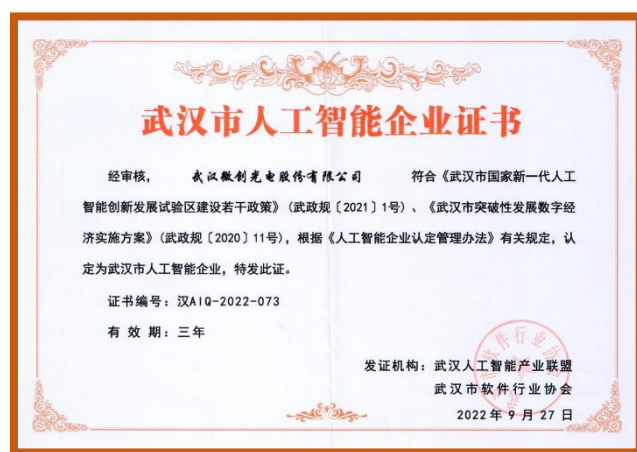 武汉市人工智能企业证书
经审核， 武汉微创光电股份有限公司 符合《武汉市国家新一代人工
智能创新发展试验区建设若干政策》（武政规〔2021〕1号）、《武汉市突破性发展数字经
济实施方案》（武政规〔2020〕11号），根据《人工智能企业认定管理办法》有关规定，认
定为武汉市人工智能企业，特发此证。
证书编号：汉AIQ-2022-073
有 效 期：三年
发证机构：武汉人工智能产业联盟
武汉市软件行业协会
2022年9月27日